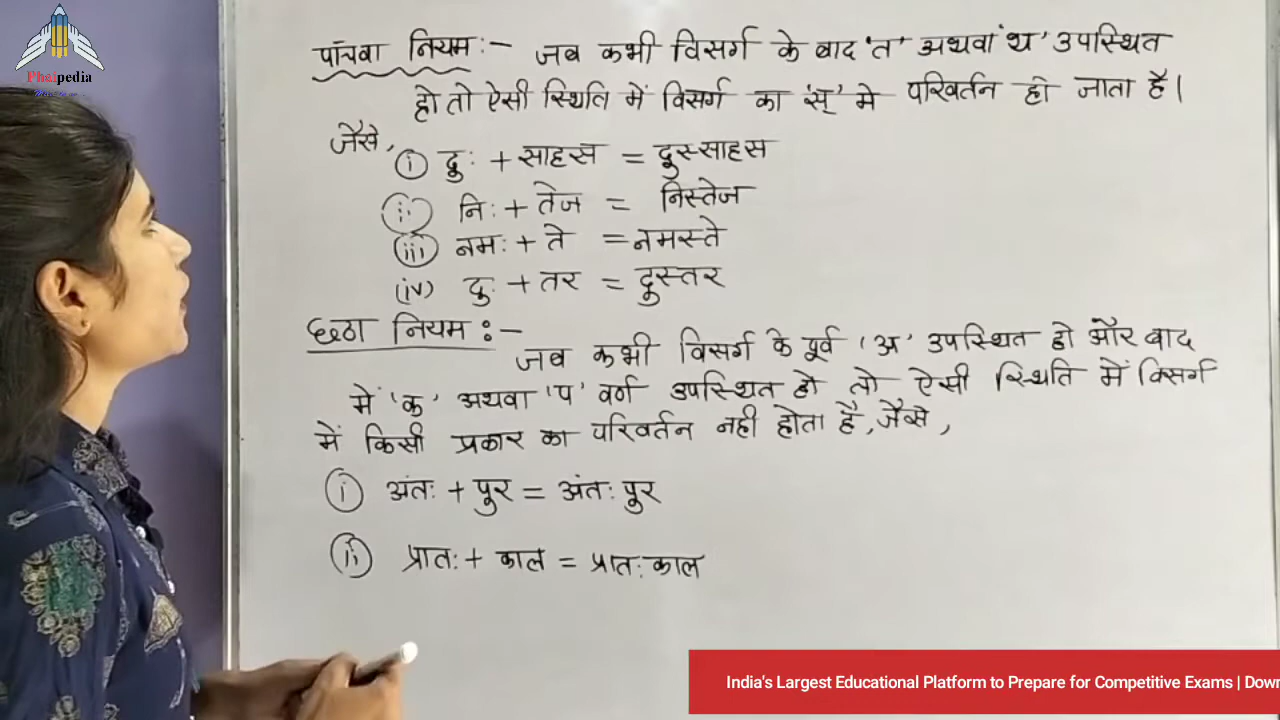 Phaipedia
पाँचवा नियम:- जब कभी विसर्ग के बाद 'त' अथवा 'थ' उपस्थित
हो तो ऐसी स्थिति में विसर्ग का 'स्' मे परिवर्तन हो जाता है।
जैसे,
(i) दुः + साहस = दुस्साहस
(ii) निः + तेज = निस्तेज
(iii) नमः + ते = नमस्ते
(iv) दुः + तर = दुस्तर
छठा नियम :-
जब कभी विसर्ग के पूर्व 'अ' उपस्थित हो और बाद
में 'क' अथवा 'प' वर्ग उपस्थित हो तो ऐसी स्थिति में विसर्ग
में किसी प्रकार का परिवर्तन नही होता है, जैसे,
(i) अंतः + पुर = अंतः पुर
(ii) प्रातः + काल = प्रातः काल
India's Largest Educational Platform to Prepare for Competitive Exams |